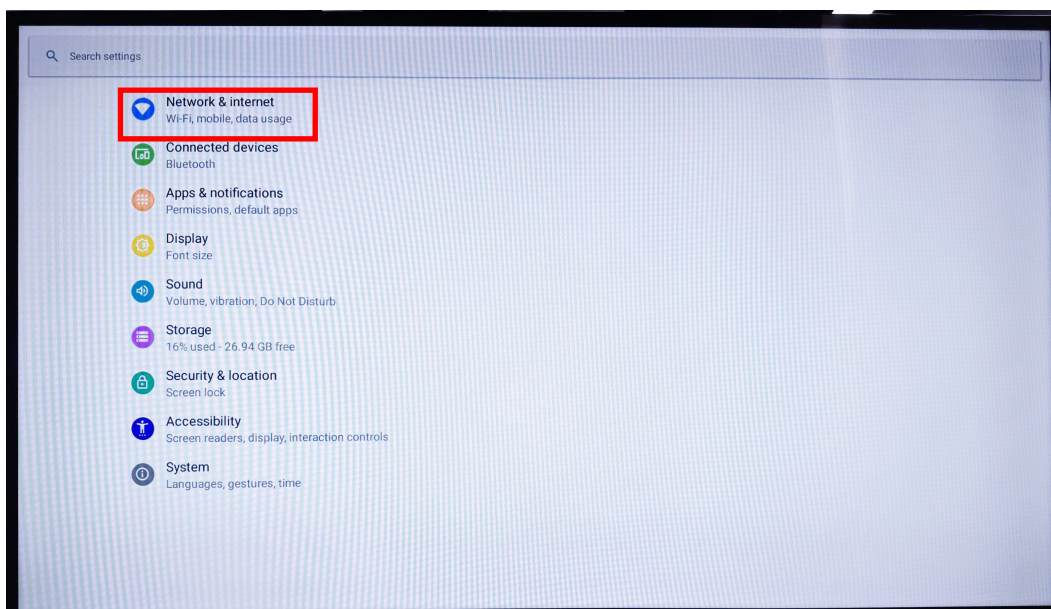 Search settings
Network & internet
Wi-Fi, mobile, data usage
Connected devices
Bluetooth
Apps & notifications
Permissions, default apps
Display
Font size
Sound
Volume, vibration, Do Not Disturb
Storage
16% used - 26.94 GB free
Security & location
Screen lock
Accessibility
Screen readers, display, interaction controls
System
Languages, gestures, time